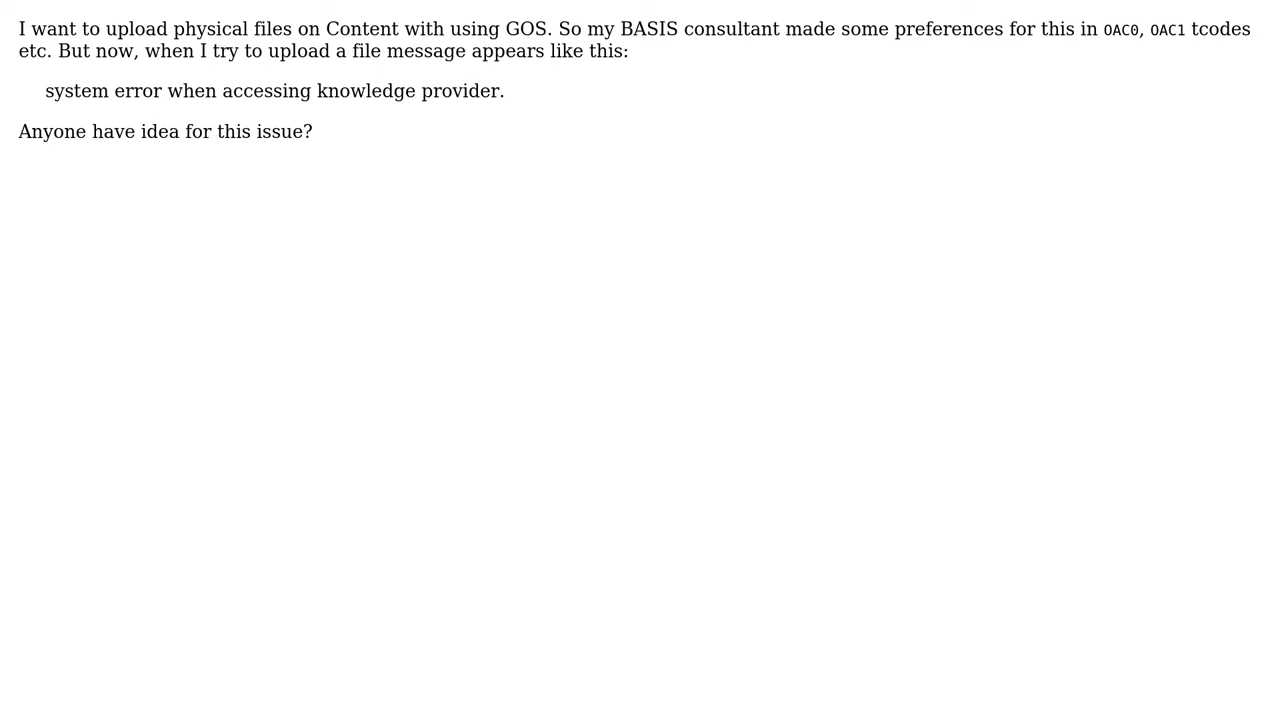 I want to upload physical files on Content with using GOS. So my BASIS consultant made some preferences for this in OAC0, OAC1 tcodes
etc. But now, when I try to upload a file message appears like this:
system error when accessing knowledge provider.
Anyone have idea for this issue?